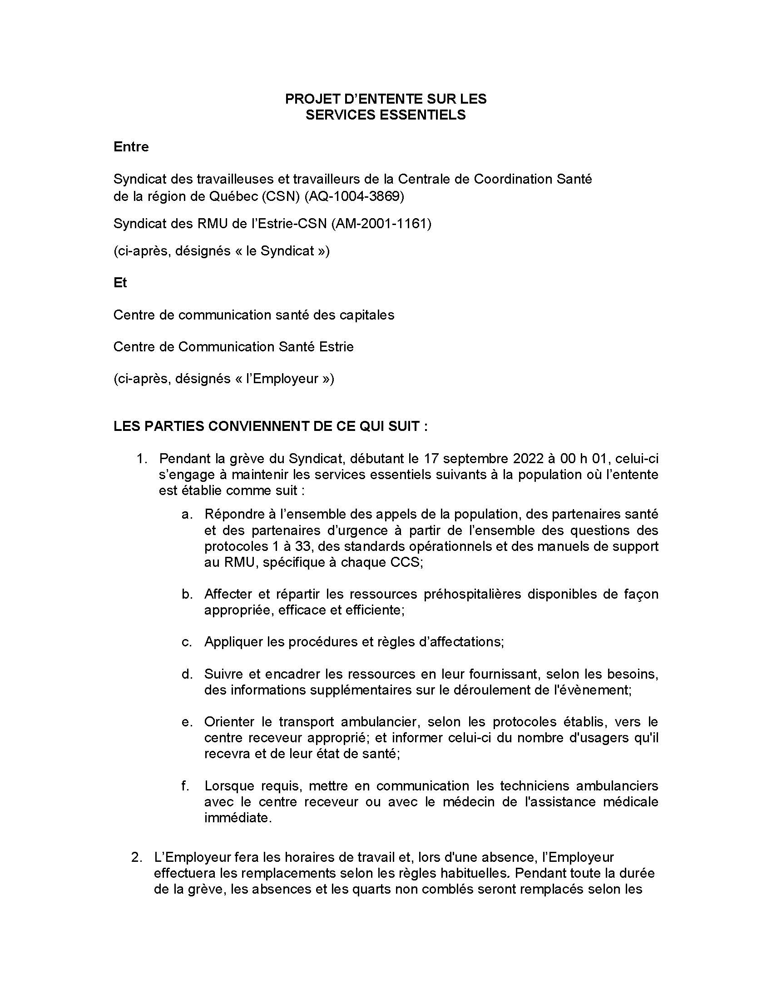 PROJET D’ENTENTE SUR LES
SERVICES ESSENTIELS
Entre
Syndicat des travailleuses et travailleurs de la Centrale de Coordination Santé
de la région de Québec (CSN) (AQ-1004-3869)
Syndicat des RMU de l’Estrie-CSN (AM-2001-1161)
(ci-après, désignés « le Syndicat »)
Et
Centre de communication santé des capitales
Centre de Communication Santé Estrie
(ci-après, désignés « l’Employeur »)
LES PARTIES CONVIENNENT DE CE QUI SUIT :
1. Pendant la grève du Syndicat, débutant le 17 septembre 2022 à 00 h 01, celui-ci
s’engage à maintenir les services essentiels suivants à la population où l’entente
est établie comme suit :
a. Répondre à l’ensemble des appels de la population, des partenaires santé
et des partenaires d’urgence à partir de l’ensemble des questions des
protocoles 1 à 33, des standards opérationnels et des manuels de support
au RMU, spécifique à chaque CCS;
b. Affecter et répartir les ressources préhospitalières disponibles de façon
appropriée, efficace et efficiente;
c. Appliquer les procédures et règles d’affectations;
d. Suivre et encadrer les ressources en leur fournissant, selon les besoins,
des informations supplémentaires sur le déroulement de l'évènement;
e. Orienter le transport ambulancier, selon les protocoles établis, vers le
centre receveur approprié; et informer celui-ci du nombre d'usagers qu'il
recevra et de leur état de santé;
f. Lorsque requis, mettre en communication les techniciens ambulanciers
avec le centre receveur ou avec le médecin de l'assistance médicale
immédiate.
2. L’Employeur fera les horaires de travail et, lors d'une absence, l’Employeur
effectuera les remplacements selon les règles habituelles. Pendant toute la durée
de la grève, les absences et les quarts non comblés seront remplacés selon les